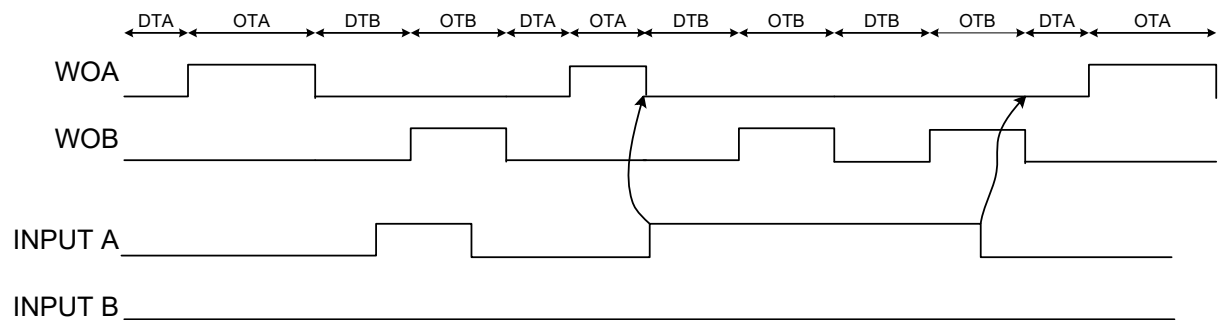 DTA OTA DTB OTB DTA OTA DTB OTB DTB OTB DTA OTA
WOA
WOB
INPUT A
INPUT B